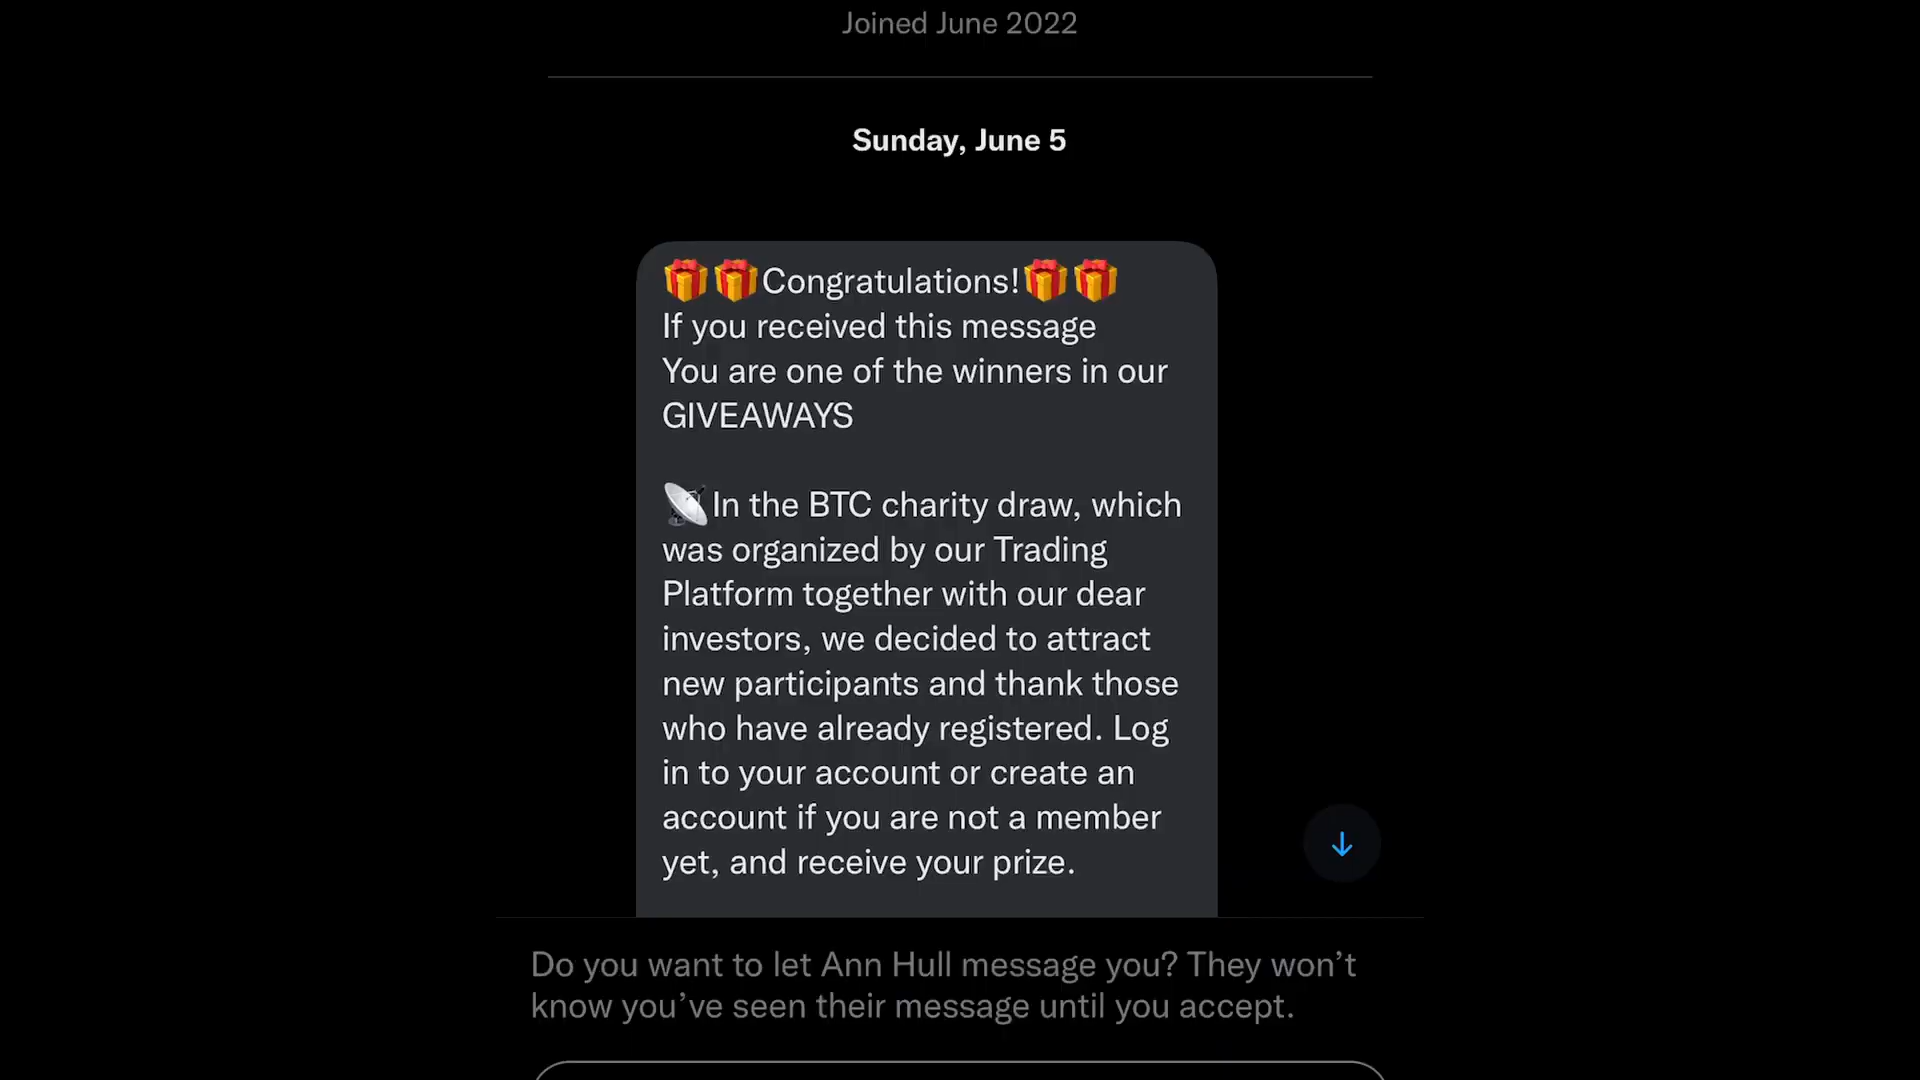 Joined June 2022
Sunday, June 5
🎁🎁Congratulations!🎁🎁
If you received this message
You are one of the winners in our
GIVEAWAYS
📡In the BTC charity draw, which
was organized by our Trading
Platform together with our dear
investors, we decided to attract
new participants and thank those
who have already registered. Log
in to your account or create an
account if you are not a member
yet, and receive your prize.
Do you want to let Ann Hull message you? They won’t
know you’ve seen their message until you accept.